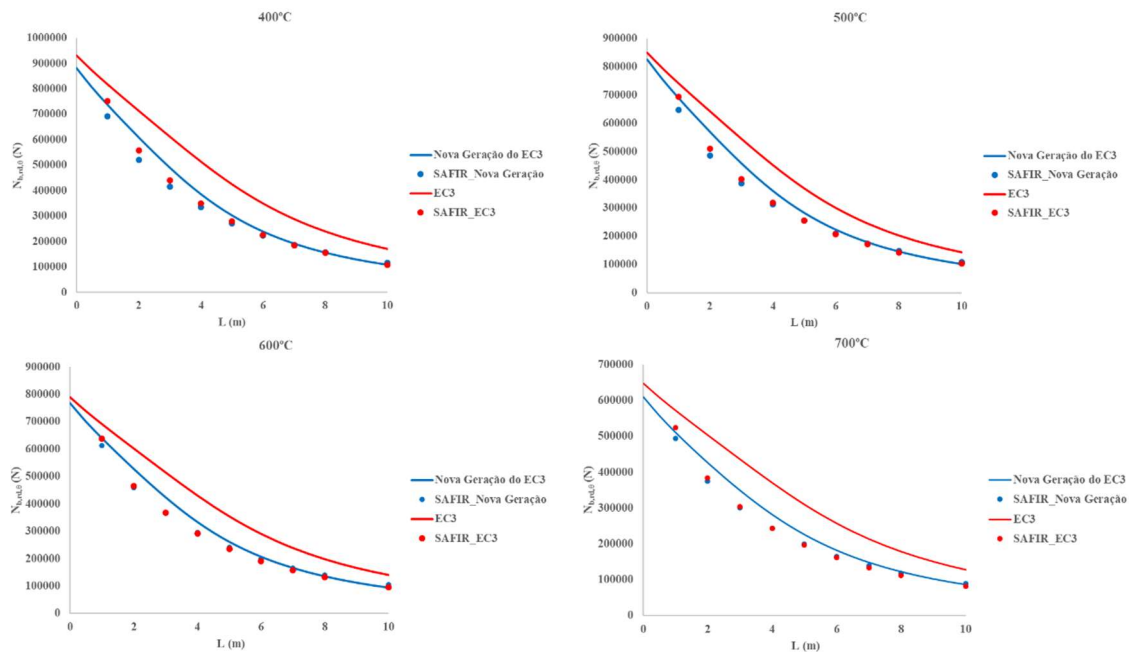 400ºC
1000000
900000
800000
700000
600000
500000
400000
300000
200000
100000
0
N_b,rd,θ (N)
0 2 4 6 8 10
L (m)
Nova Geração do EC3
SAFIR_Nova Geração
EC3
SAFIR_EC3
500ºC
900000
800000
700000
600000
500000
400000
300000
200000
100000
0
N_b,rd,θ (N)
0 2 4 6 8 10
L (m)
Nova Geração do EC3
SAFIR_Nova Geração
EC3
SAFIR_EC3
600ºC
900000
800000
700000
600000
500000
400000
300000
200000
100000
0
N_b,rd,θ (N)
0 2 4 6 8 10
L (m)
Nova Geração do EC3
SAFIR_Nova Geração
EC3
SAFIR_EC3
700ºC
700000
600000
500000
400000
300000
200000
100000
0
N_b,rd,θ (N)
0 2 4 6 8 10
L (m)
Nova Geração do EC3
SAFIR_Nova Geração
EC3
SAFIR_EC3